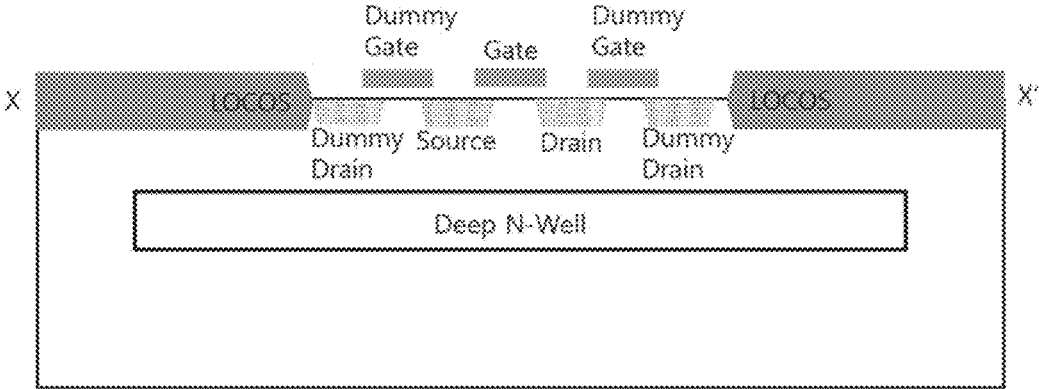 Dummy Gate
Gate
Dummy Gate
X
LOCOS
LOCOS
X'
Dummy Drain
Source
Drain
Dummy Drain
Deep N-Well